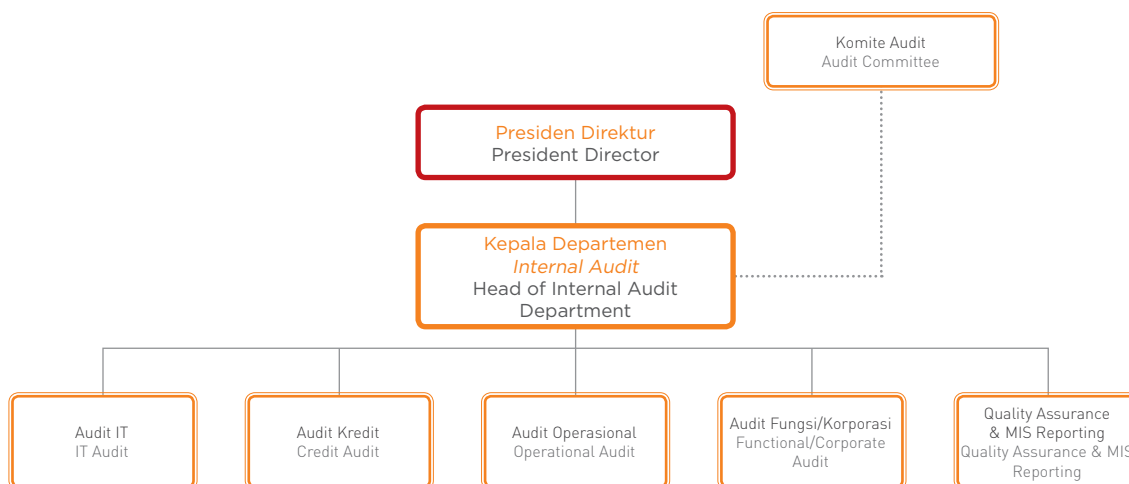 Komite Audit
Audit Committee
Presiden Direktur
President Director
Kepala Departemen
Internal Audit
Head of Internal Audit
Department
Audit IT
IT Audit
Audit Kredit
Credit Audit
Audit Operasional
Operational Audit
Audit Fungsi/Korporasi
Functional/Corporate
Audit
Quality Assurance
& MIS Reporting
Quality Assurance & MIS
Reporting